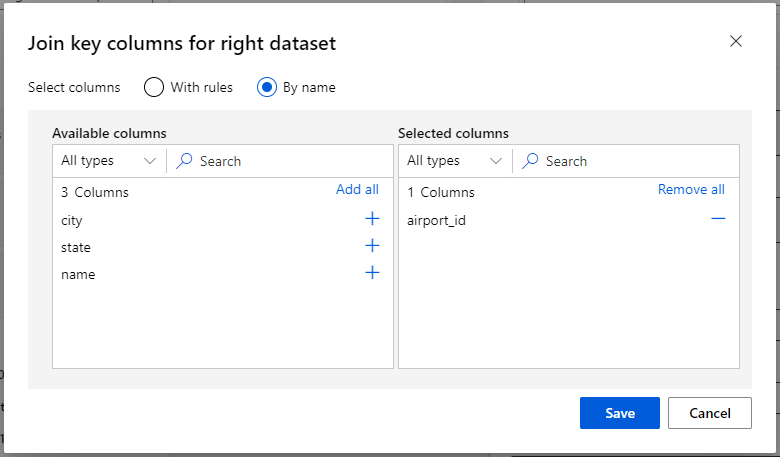 Join key columns for right dataset
Select columns With rules By name
Available columns Selected columns
All types Search All types Search
3 Columns Add all 1 Columns Remove all
city airport_id
state
name
Save Cancel